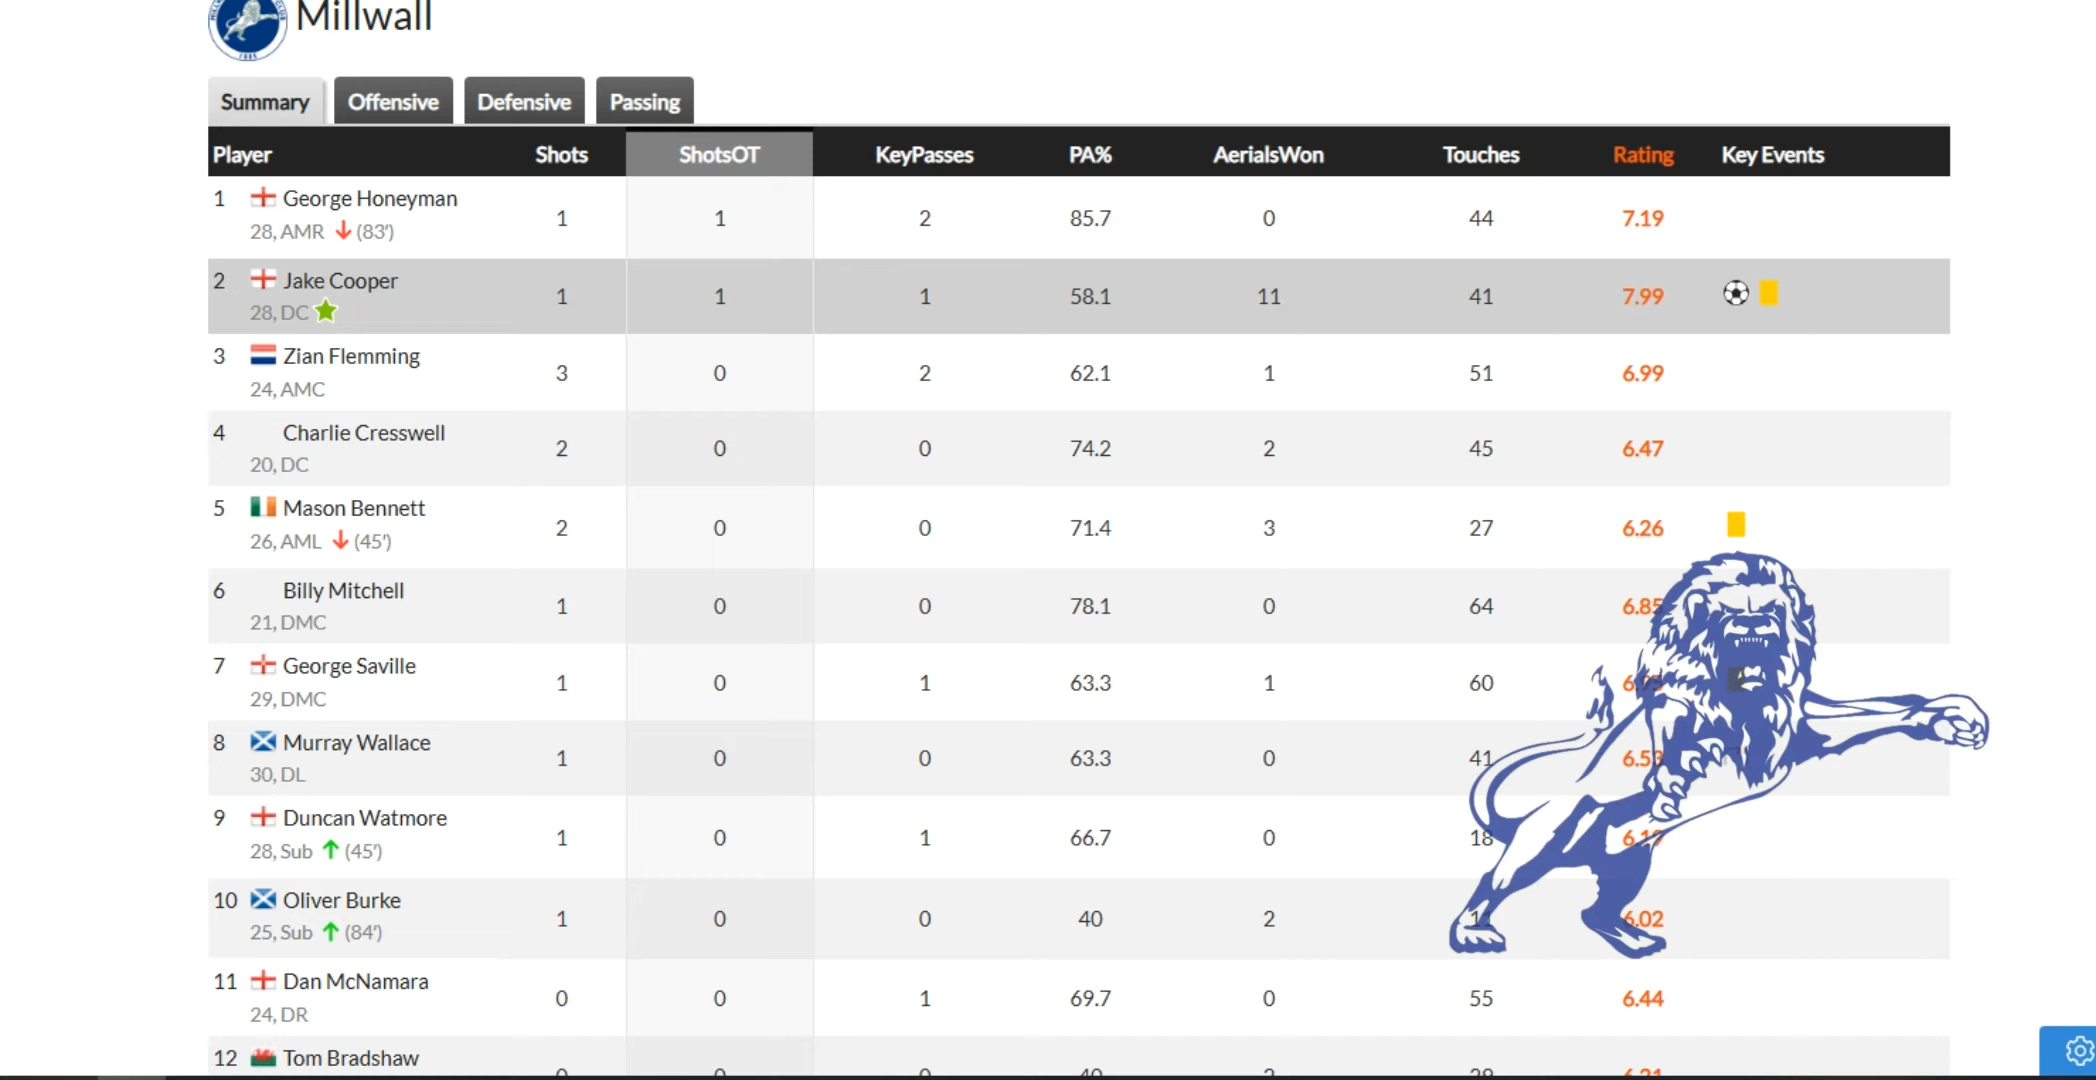 Millwall
Summary Offensive Defensive Passing
Player Shots ShotsOT KeyPasses PA% AerialsWon Touches Rating Key Events
1 George Honeyman
28, AMR (83')
1 1 2 85.7 0 44 7.19
2 Jake Cooper
28, DC
1 1 1 58.1 11 41 7.99
3 Zian Flemming
24, AMC
3 0 2 62.1 1 51 6.99
4 Charlie Cresswell
20, DC
2 0 0 74.2 2 45 6.47
5 Mason Bennett
26, AML (45')
2 0 0 71.4 3 27 6.26
6 Billy Mitchell
21, DMC
1 0 0 78.1 0 64 6.85
7 George Saville
29, DMC
1 0 1 63.3 1 60
8 Murray Wallace
30, DL
1 0 0 63.3 0 41 6.53
9 Duncan Watmore
28, Sub (45')
1 0 1 66.7 0 18
10 Oliver Burke
25, Sub (84')
1 0 0 40 2 6.02
11 Dan McNamara
24, DR
0 0 1 69.7 0 55 6.44
12 Tom Bradshaw